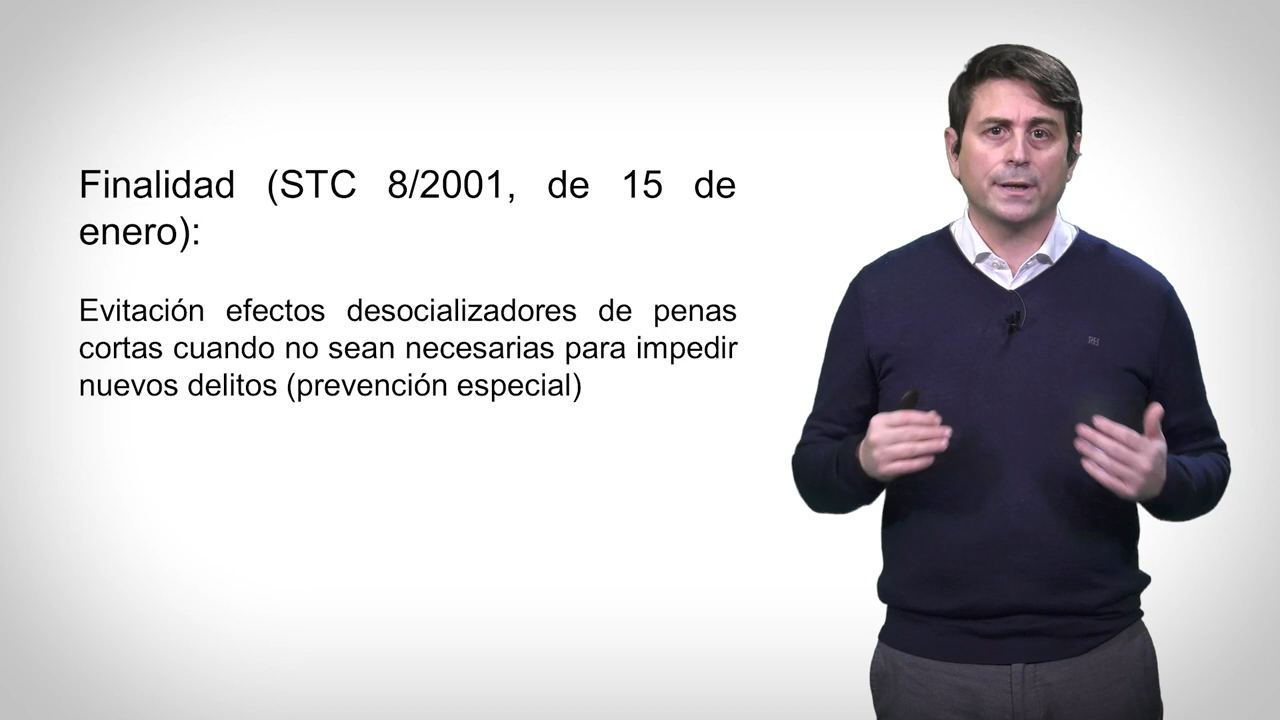 Finalidad (STC 8/2001, de 15 de
enero):
Evitación efectos desocializadores de penas
cortas cuando no sean necesarias para impedir
nuevos delitos (prevención especial)